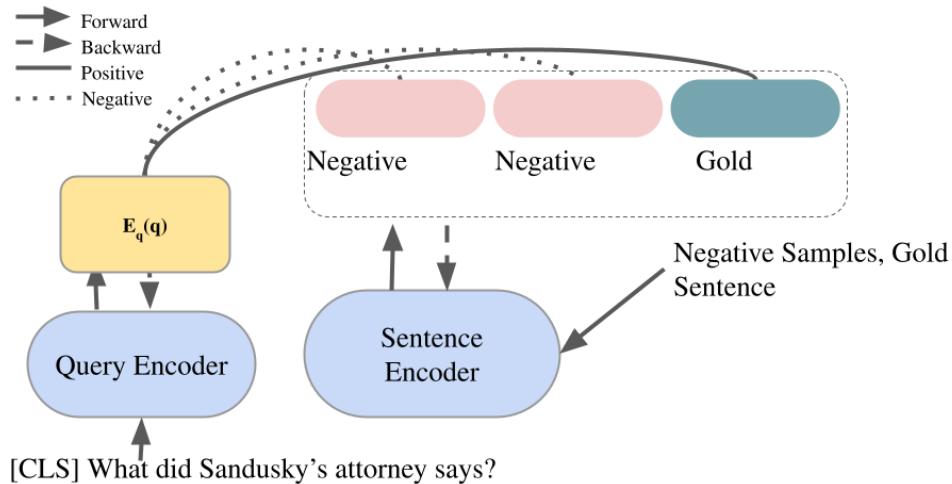 Forward
Backward
Positive
Negative
Negative
Negative
Gold
E_q(q)
Negative Samples, Gold
Sentence
Query Encoder
Sentence
Encoder
[CLS] What did Sandusky's attorney says?